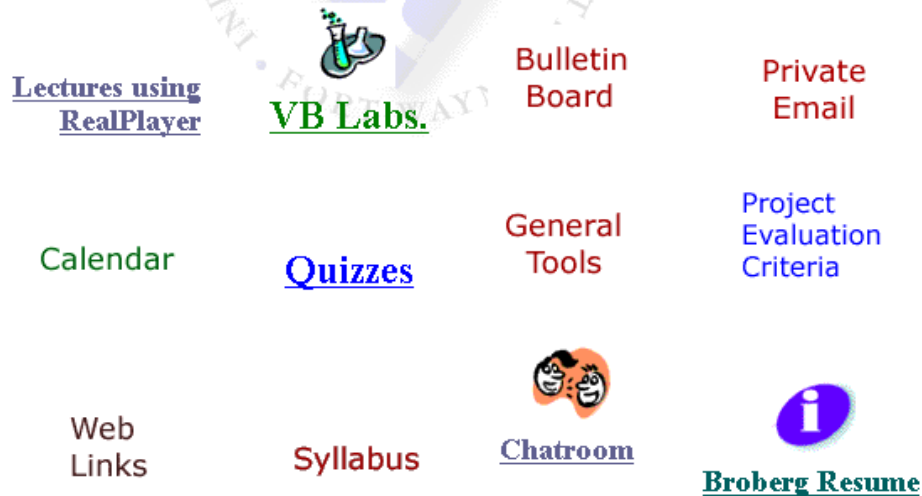 Lectures using
RealPlayer
VB Labs.
Bulletin
Board
Private
Email
Calendar
Quizzes
General
Tools
Project
Evaluation
Criteria
Web
Links
Syllabus
Chatroom
i
Broberg Resume